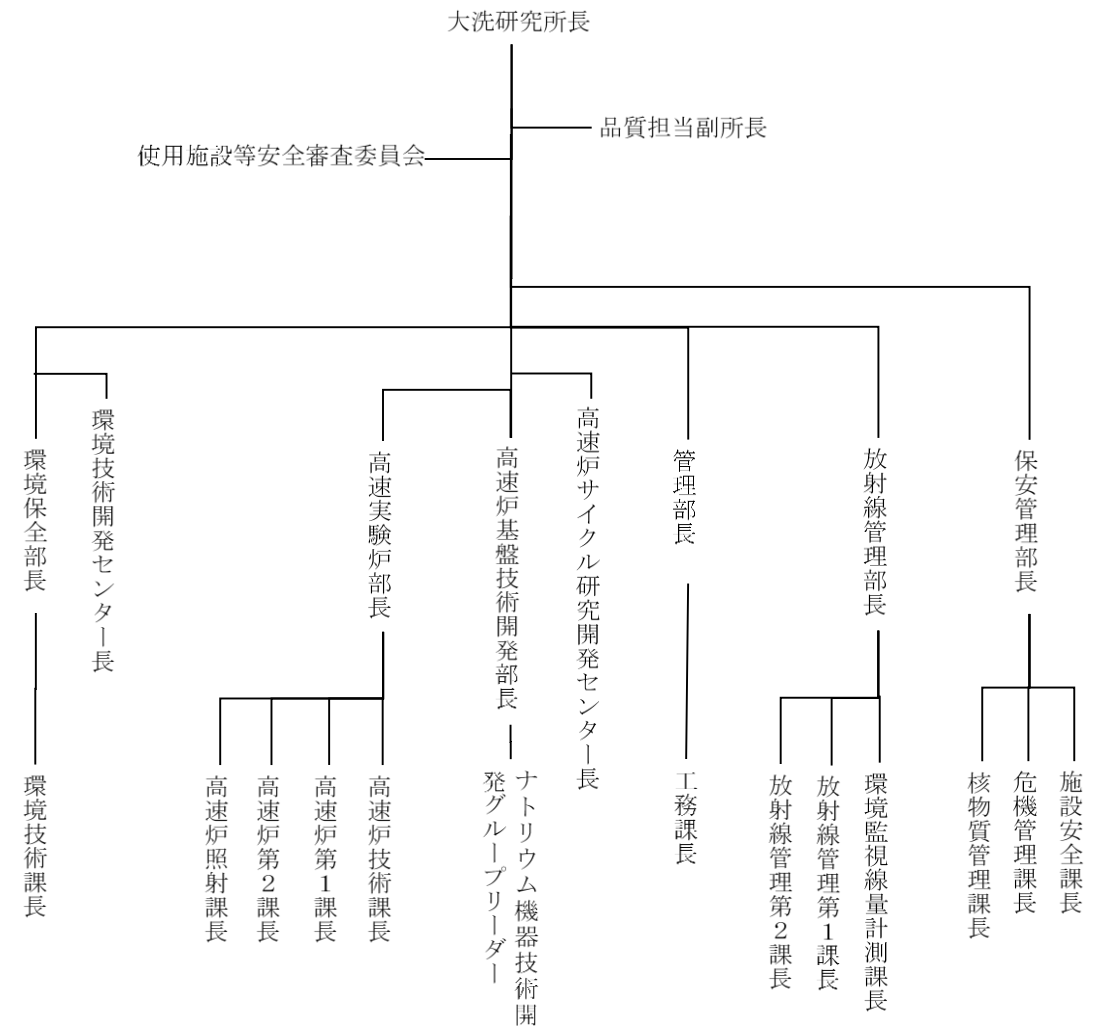 大洗研究所長
品質担当副所長
使用施設等安全審査委員会
環境保全部長
環境技術開発センター長
高速実験炉部長
高速炉基盤技術開発部長
高速炉サイクル研究開発センター長
管理部長
放射線管理部長
保安管理部長
環境技術課長
高速炉照射課長
高速炉第２課長
高速炉第１課長
高速炉技術課長
ナトリウム機器技術開
発グループリーダー
工務課長
放射線管理第２課長
放射線管理第１課長
環境監視線量計測課長
核物質管理課長
危機管理課長
施設安全課長